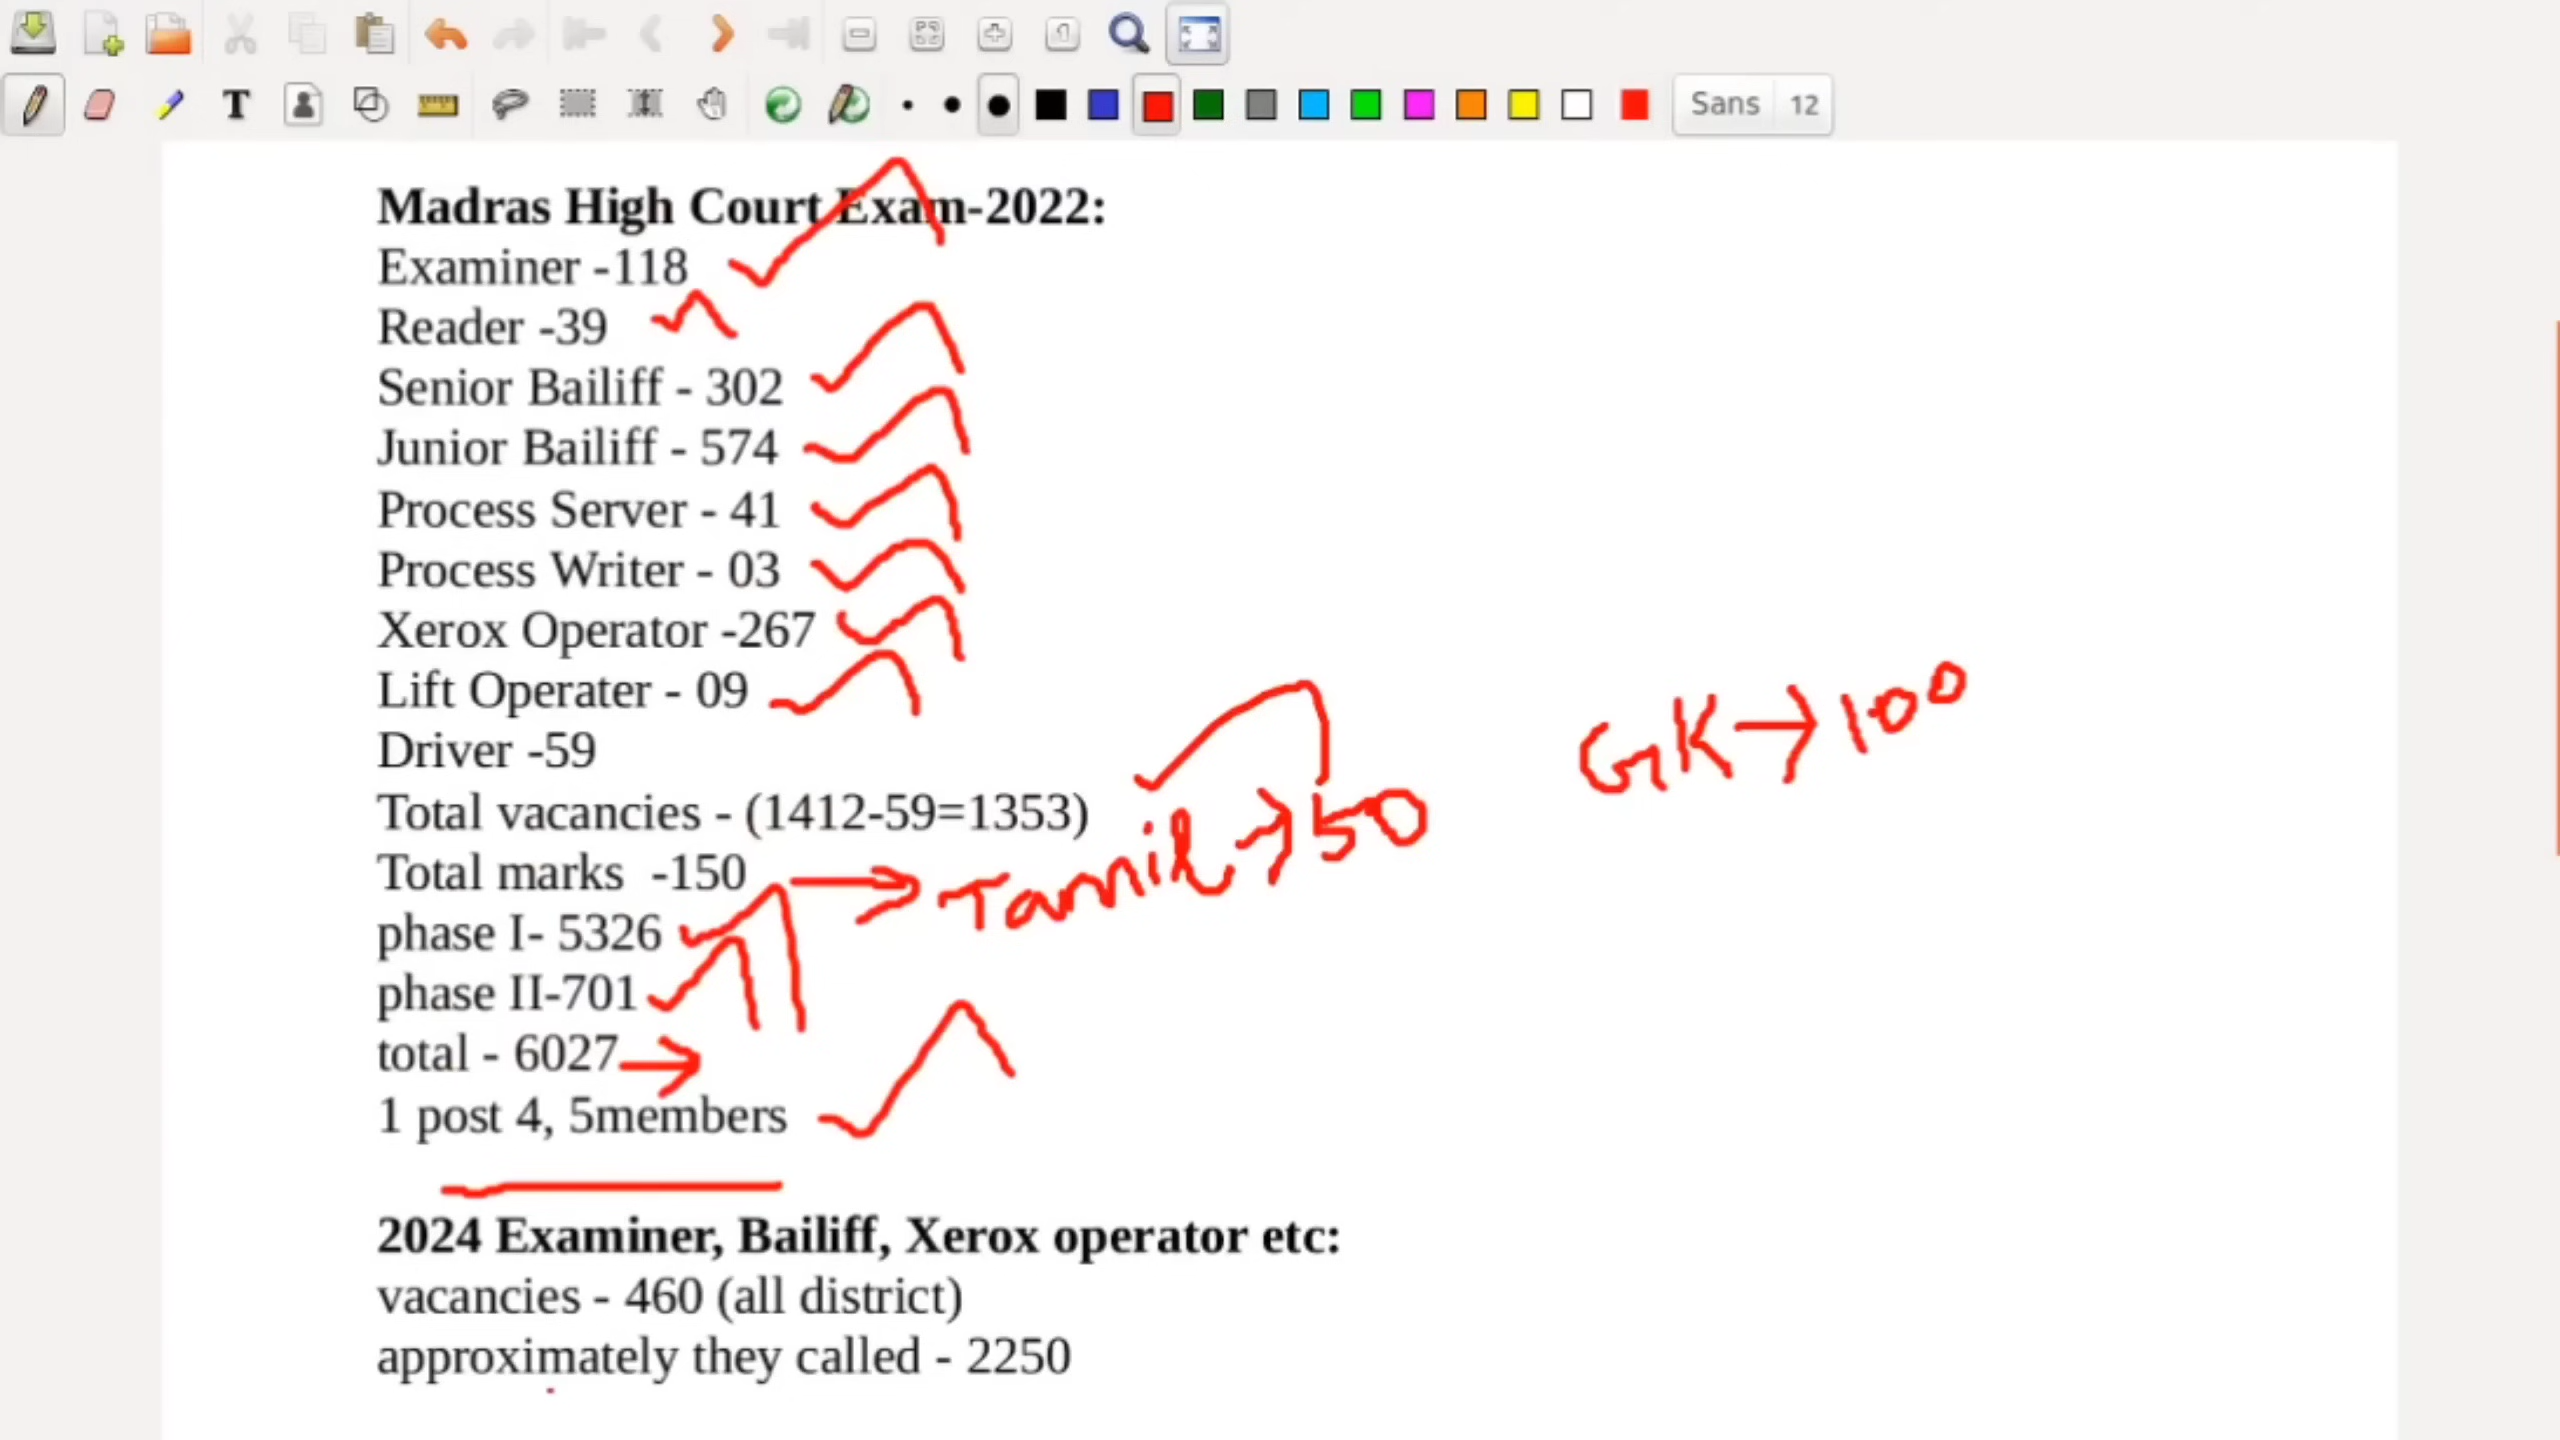 T
Sans 12
Madras High Court Exam-2022:
Examiner -118
Reader -39
Senior Bailiff - 302
Junior Bailiff - 574
Process Server - 41
Process Writer - 03
Xerox Operator -267
Lift Operater - 09
GK→100
Driver -59
Total vacancies - (1412-59=1353)
Total marks  -150 → Tamil→50
phase I- 5326
phase II-701
total - 6027→
1 post 4, 5members
2024 Examiner, Bailiff, Xerox operator etc:
vacancies - 460 (all district)
approximately they called - 2250